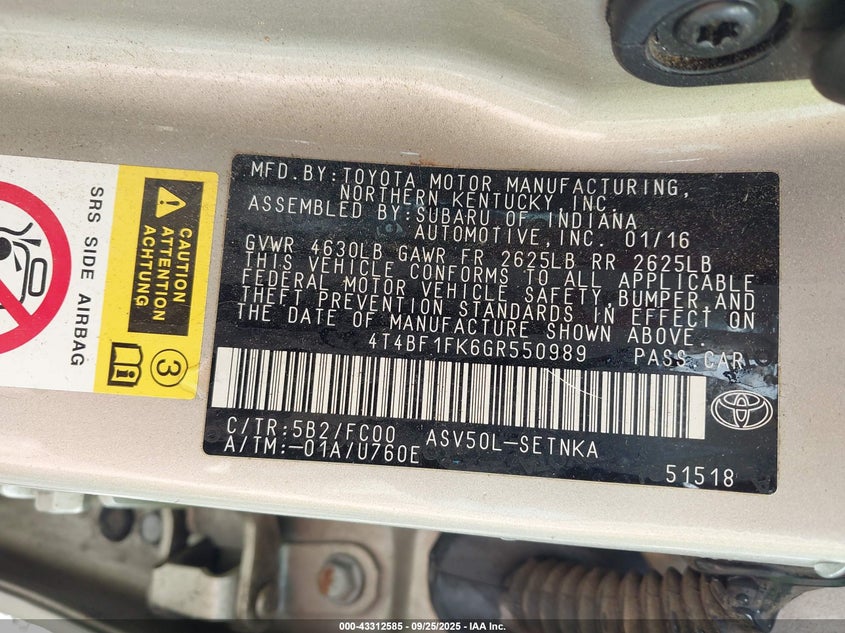 MFD.BY:TOYOTA MOTOR MANUFACTURING,
NORTHERN KENTUCKY, INC.
ASSEMBLED BY:SUBARU OF INDIANA
AUTOMOTIVE,INC. 01/16
GVWR 4630LB GAWR FR 2625LB RR 2625LB
THIS VEHICLE CONFORMS TO ALL APPLICABLE
FEDERAL MOTOR VEHICLE SAFETY,BUMPER,AND
THEFT PREVENTION STANDARDS IN EFFECT ON
THE DATE OF MANUFACTURE SHOWN ABOVE.
4T4BF1FK6GR550989 PASS CAR
C/TR:5B2/FC00 ASV50L-SETNKA
A/TM:-01A/U760E
51518
SRS SIDE AIRBAG
CAUTION
ATTENTION
ACHTUNG
3
000-43312585 - 09/25/2025 - IAA Inc.